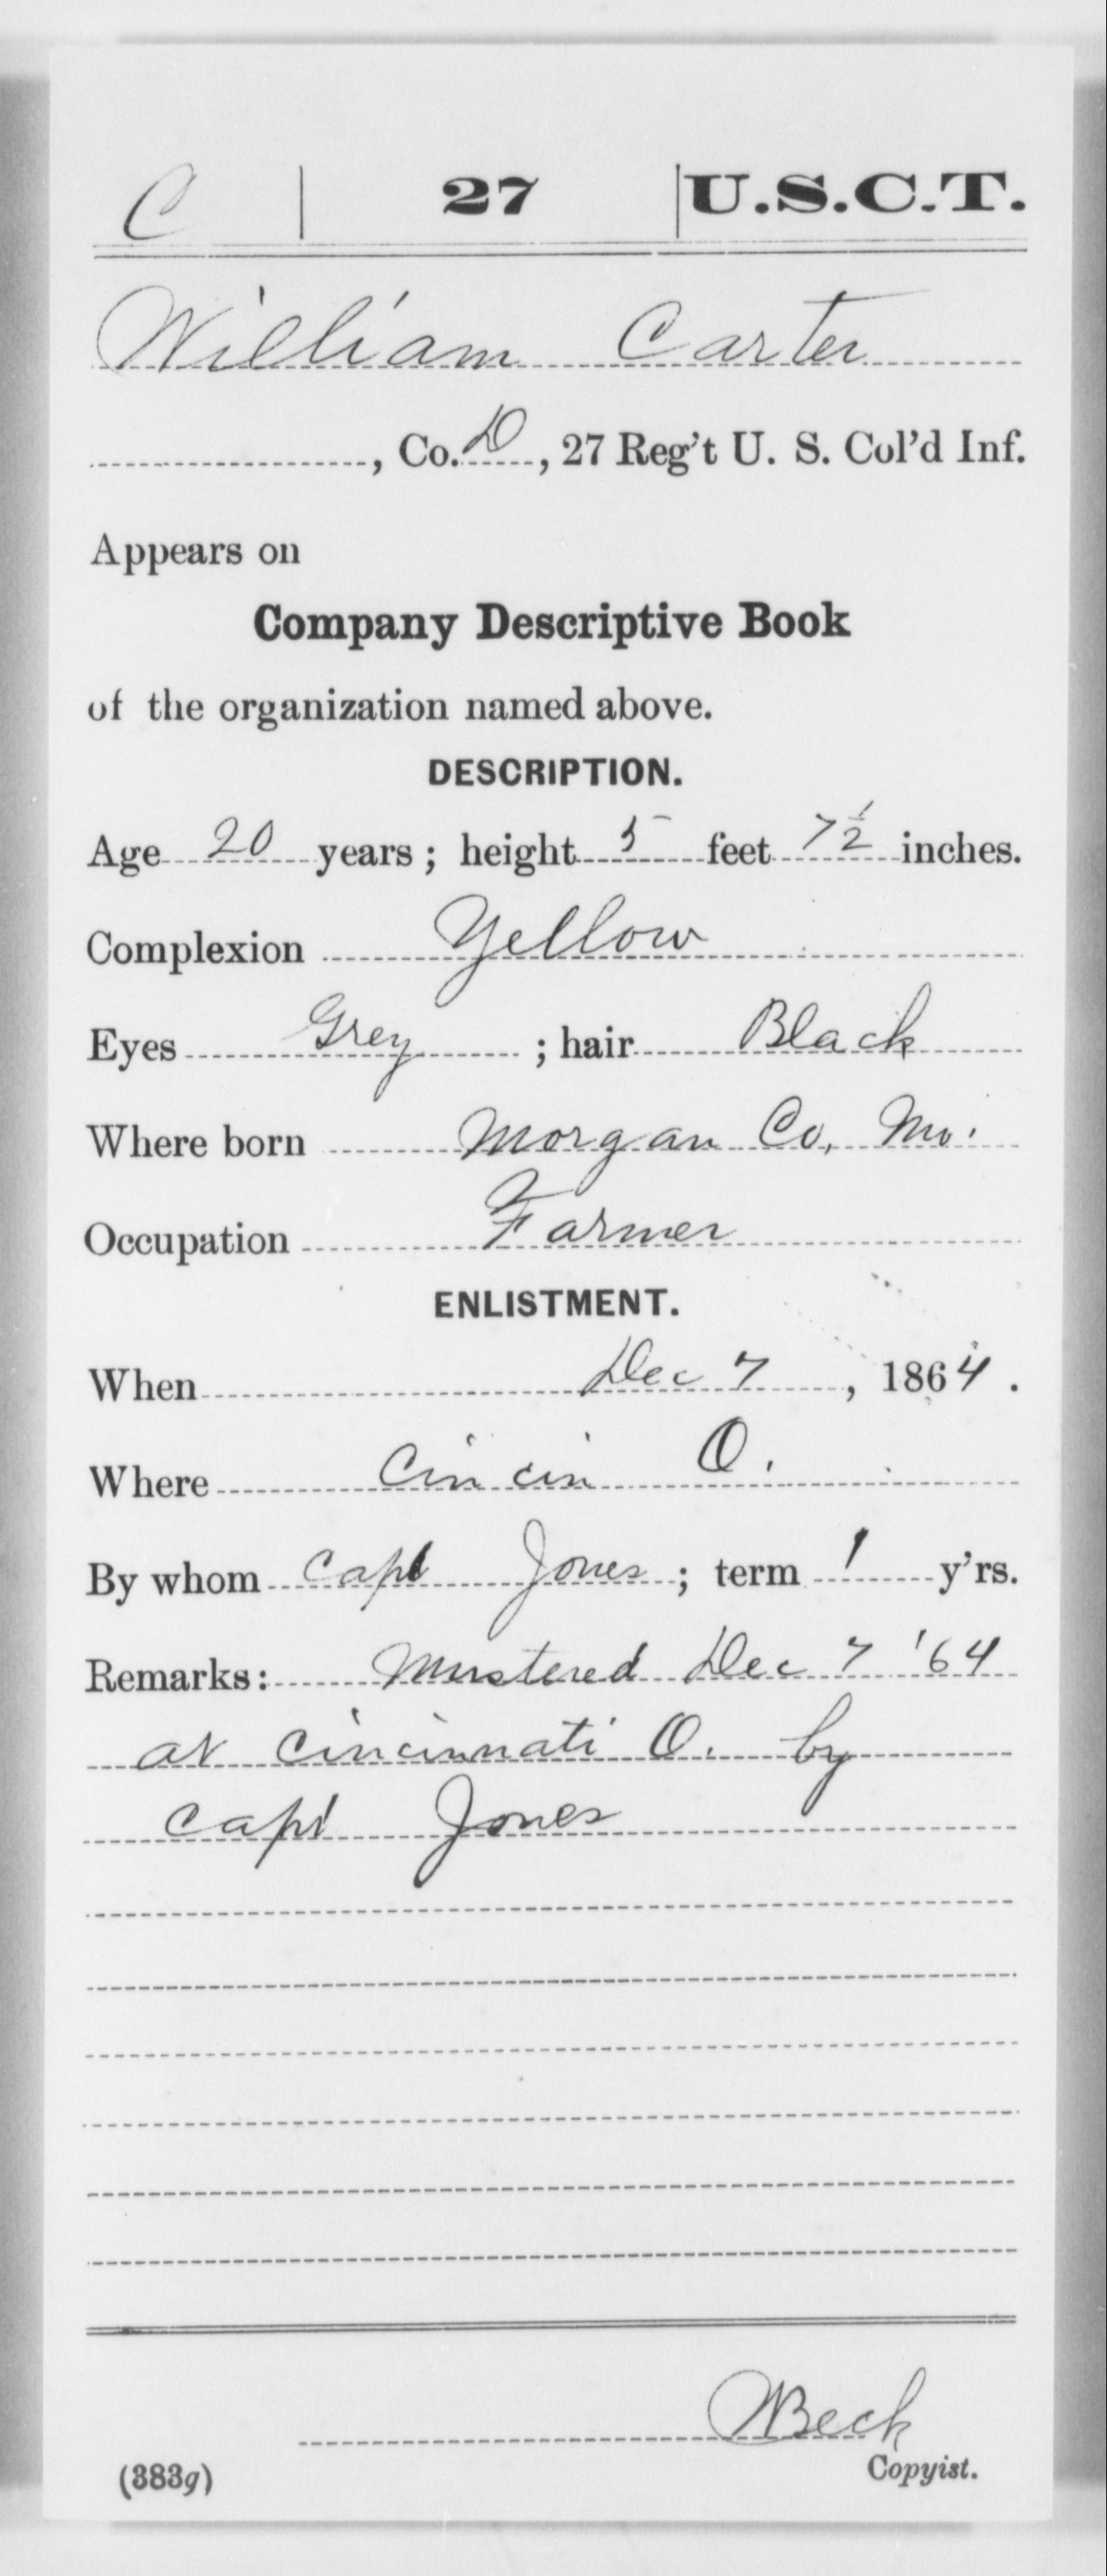 C | 27 | U.S.C.T.
William Carter
, Co. D, 27 Reg't U. S. Col'd Inf.
Appears on
Company Descriptive Book
of the organization named above.
DESCRIPTION.
Age 20 years; height 5 feet 7 1/2 inches.
Complexion Yellow
Eyes Grey ; hair Black
Where born Morgan Co, Mo.
Occupation Farmer
ENLISTMENT.
When Dec 7, 1864.
Where Cincin O.
By whom Capt Jones; term 1 y'rs.
Remarks: Mustered Dec 7 '64
at Cincinnati O. by
Capt Jones
WBeck
(383g) Copyist.